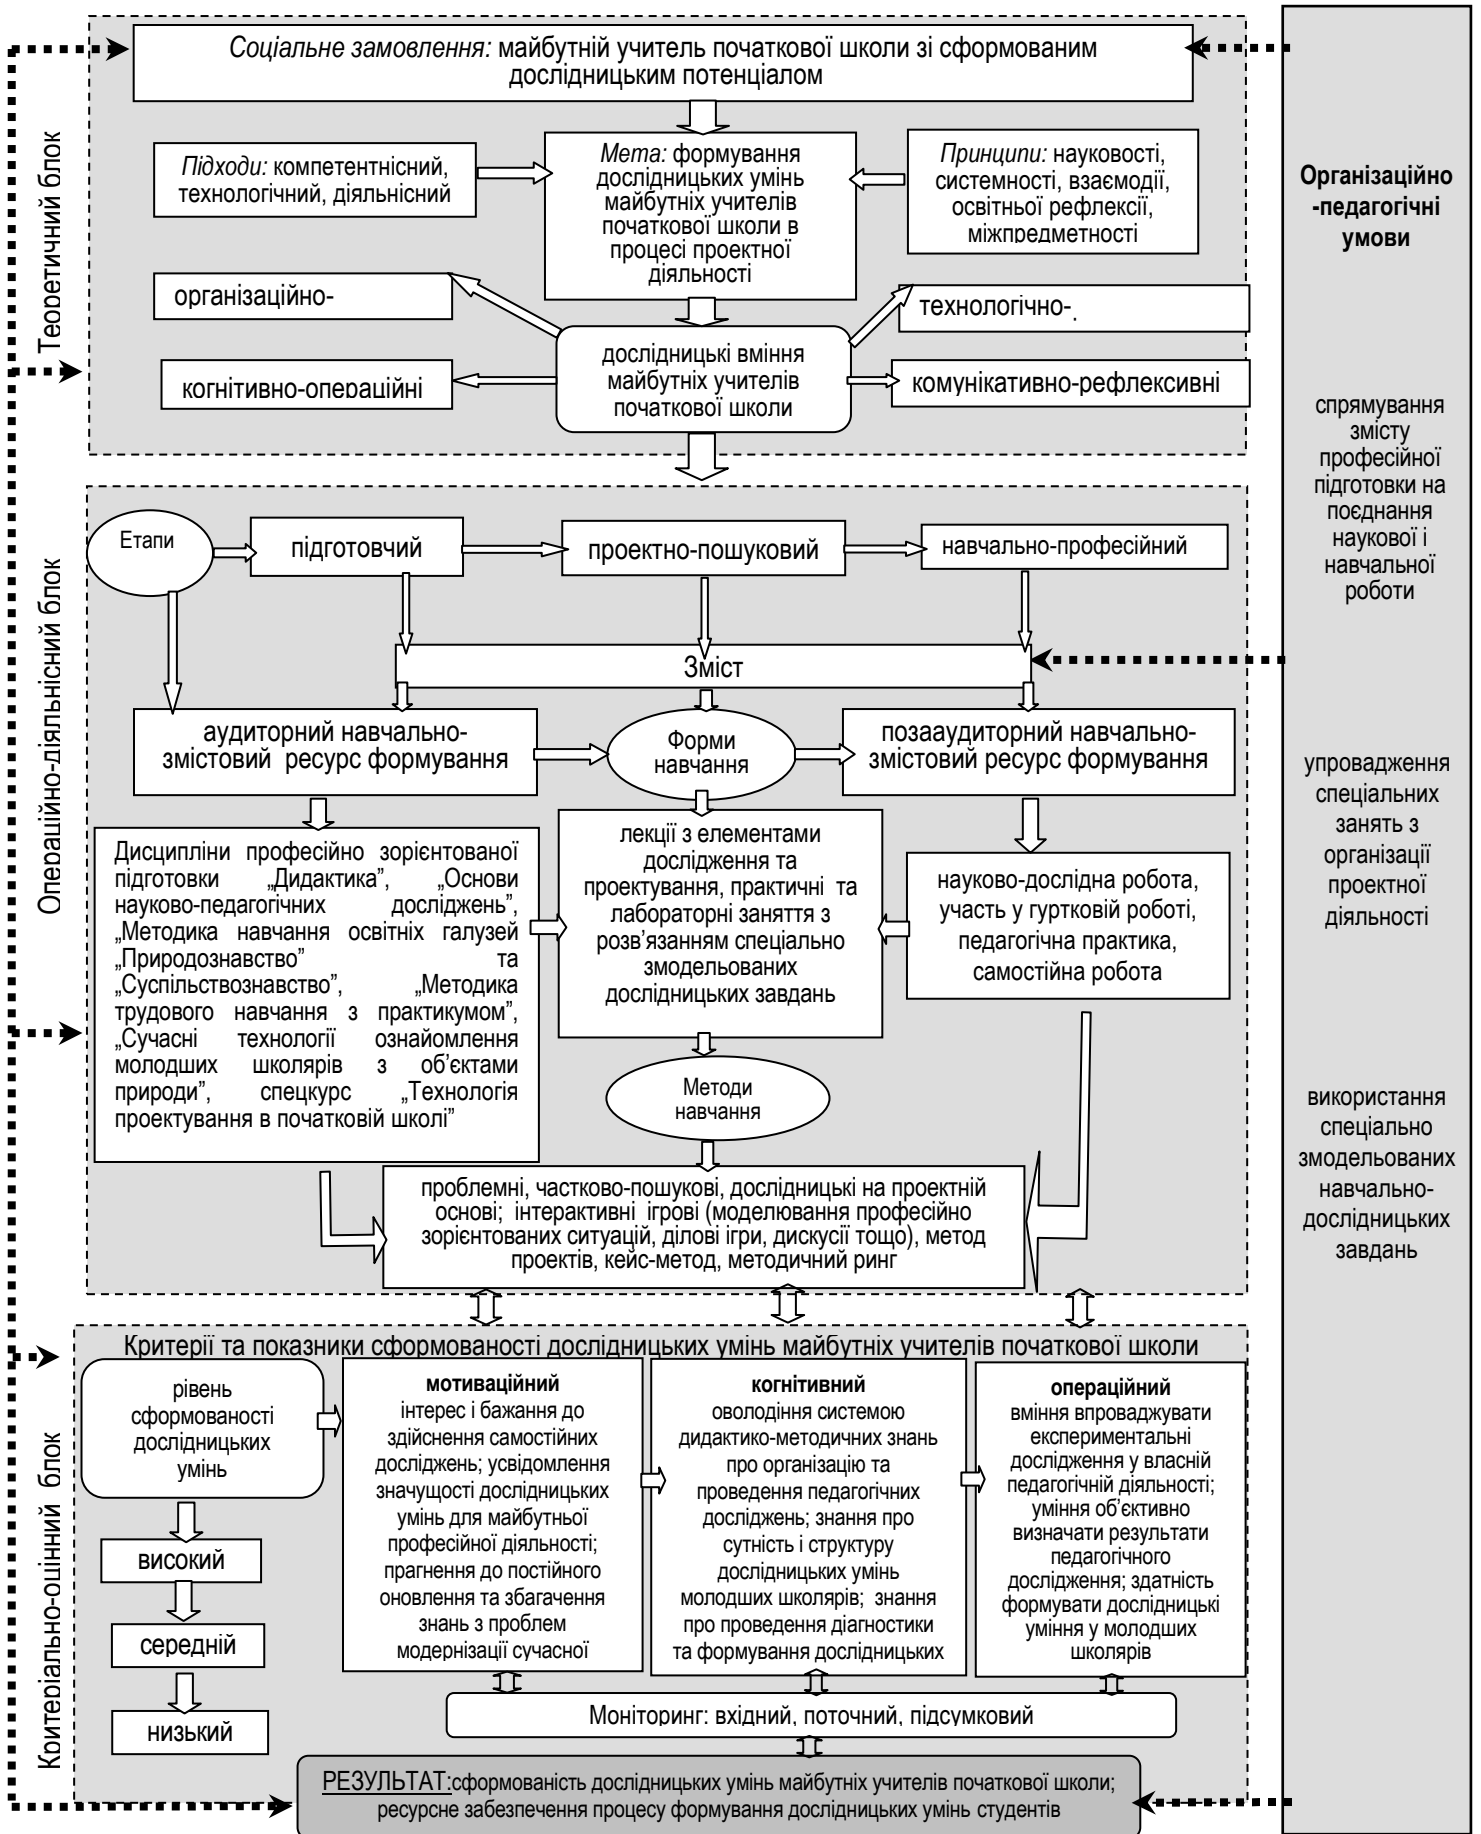 Соціальне замовлення: майбутній учитель початкової школи зі сформованим
дослідницьким потенціалом
Теоретичний блок
Підходи: компетентнісний,
технологічний, діяльнісний
Мета: формування
дослідницьких умінь
майбутніх учителів
початкової школи в
процесі проектної
діяльності
Принципи: науковості,
системності, взаємодії,
освітньої рефлексії,
міжпредметності
організаційно-
технологічно-
когнітивно-операційні
дослідницькі вміння
майбутніх учителів
початкової школи
комунікативно-рефлексивні
Операційно-діяльнісний блок
Етапи
підготовчий
проектно-пошуковий
навчально-професійний
Зміст
аудиторний навчально-
змістовий ресурс формування
Форми
навчання
позааудиторний навчально-
змістовий ресурс формування
Дисципліни професійно зорієнтованої
підготовки „Дидактика”, „Основи
науково-педагогічних досліджень”,
„Методика навчання освітніх галузей
„Природознавство” та
„Суспільствознавство”, „Методика
трудового навчання з практикумом”,
„Сучасні технології ознайомлення
молодших школярів з об’єктами
природи”, спецкурс „Технологія
проектування в початковій школі”
лекції з елементами
дослідження та
проектування, практичні та
лабораторні заняття з
розв’язанням спеціально
змодельованих
дослідницьких завдань
науково-дослідна робота,
участь у гуртковій роботі,
педагогічна практика,
самостійна робота
Методи
навчання
проблемні, частково-пошукові, дослідницькі на проектній
основі; інтерактивні ігрові (моделювання професійно
зорієнтованих ситуацій, ділові ігри, дискусії тощо), метод
проектів, кейс-метод, методичний ринг
Критеріально-оцінний блок
Критерії та показники сформованості дослідницьких умінь майбутніх учителів початкової школи
рівень
сформованості
дослідницьких
умінь
високий
середній
низький
мотиваційний
інтерес і бажання до
здійснення самостійних
досліджень; усвідомлення
значущості дослідницьких
умінь для майбутньої
професійної діяльності;
прагнення до постійного
оновлення та збагачення
знань з проблем
модернізації сучасної
когнітивний
оволодіння системою
дидактико-методичних знань
про організацію та
проведення педагогічних
досліджень; знання про
сутність і структуру
дослідницьких умінь
молодших школярів; знання
про проведення діагностики
та формування дослідницьких
операційний
вміння впроваджувати
експериментальні
дослідження у власній
педагогічній діяльності;
уміння об’єктивно
визначати результати
педагогічного
дослідження; здатність
формувати дослідницькі
уміння у молодших
школярів
Моніторинг: вхідний, поточний, підсумковий
РЕЗУЛЬТАТ:сформованість дослідницьких умінь майбутніх учителів початкової школи;
ресурсне забезпечення процесу формування дослідницьких умінь студентів
Організаційно
-педагогічні
умови
спрямування
змісту
професійної
підготовки на
поєднання
наукової і
навчальної
роботи
упровадження
спеціальних
занять з
організації
проектної
діяльності
використання
спеціально
змодельованих
навчально-
дослідницьких
завдань